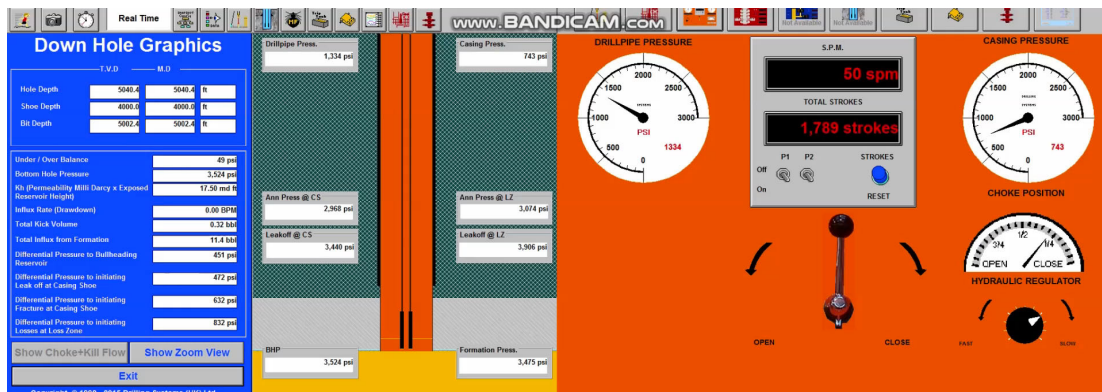 Real Time
www.BANDICAM.com
Not Available
Not Available
Down Hole Graphics
T.V.D M.D
Hole Depth 5040.4 5040.4 ft
Shoe Depth 4000.0 4000.0 ft
Bit Depth 5002.4 5002.4 ft
Under / Over Balance 49 psi
Bottom Hole Pressure 3,524 psi
Kh (Permeability Milli Darcy x Exposed
Reservoir Height) 17.50 md ft
Influx Rate (Drawdown) 0.00 BPM
Total Kick Volume 0.32 bbl
Total Influx from Formation 11.4 bbl
Differential Pressure to Bullheading
Reservoir 451 psi
Differential Pressure to initiating
Leak off at Casing Shoe 472 psi
Differential Pressure to initiating
Fracture at Casing Shoe 632 psi
Differential Pressure to initiating
Losses at Loss Zone 832 psi
Show Choke+Kill Flow Show Zoom View
Exit
Drillpipe Press.
1,334 psi
Casing Press.
743 psi
Ann Press @ CS
2,968 psi
Ann Press @ LZ
3,074 psi
Leakoff @ CS
3,440 psi
Leakoff @ LZ
3,906 psi
BHP
3,524 psi
Formation Press.
3,475 psi
DRILLPIPE PRESSURE
2000
1500 2500
1000 3000
PSI
500 1334
0
S.P.M.
50 spm
TOTAL STROKES
1,789 strokes
P1 P2 STROKES
Off
On
RESET
OPEN CLOSE
CASING PRESSURE
2000
1500 2500
1000 3000
PSI
500 743
0
CHOKE POSITION
1/2
3/4 1/4
OPEN CLOSE
HYDRAULIC REGULATOR
FAST SLOW